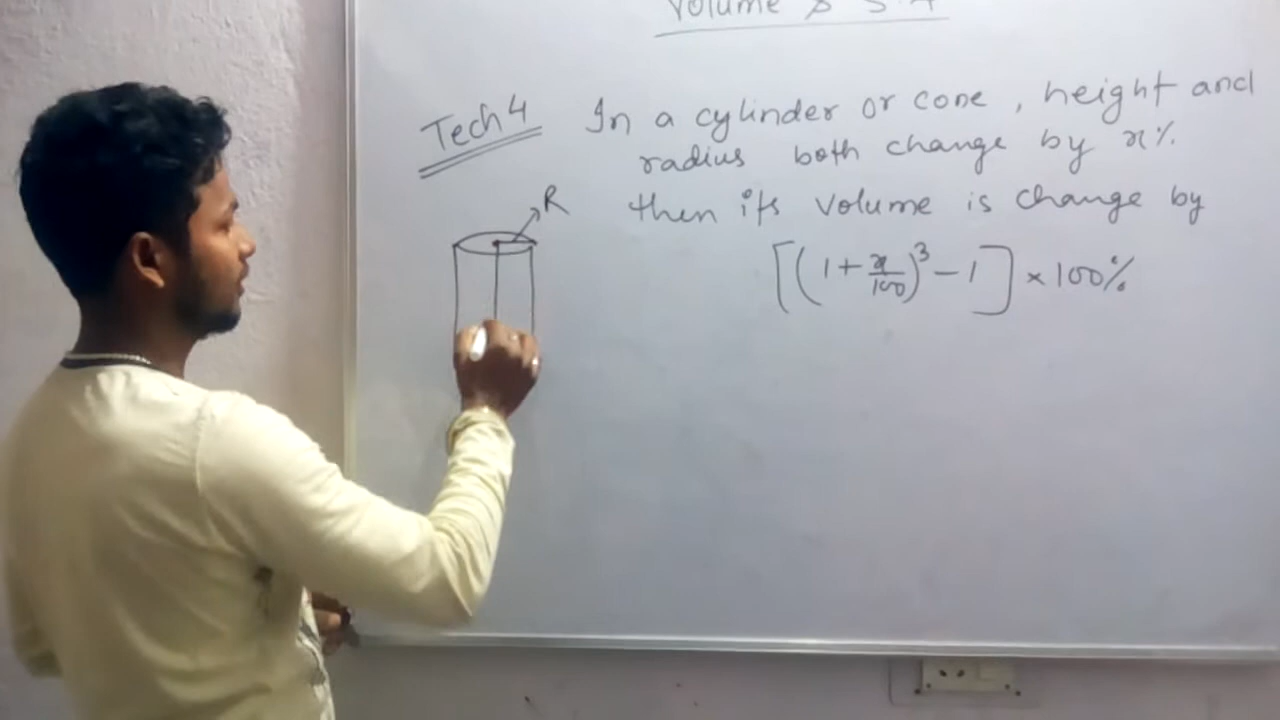 Volume & S.A
Tech 4
In a cylinder or cone, height and
radius both change by x%.
then its volume is change by
[(1+x/100)³-1]×100%
R